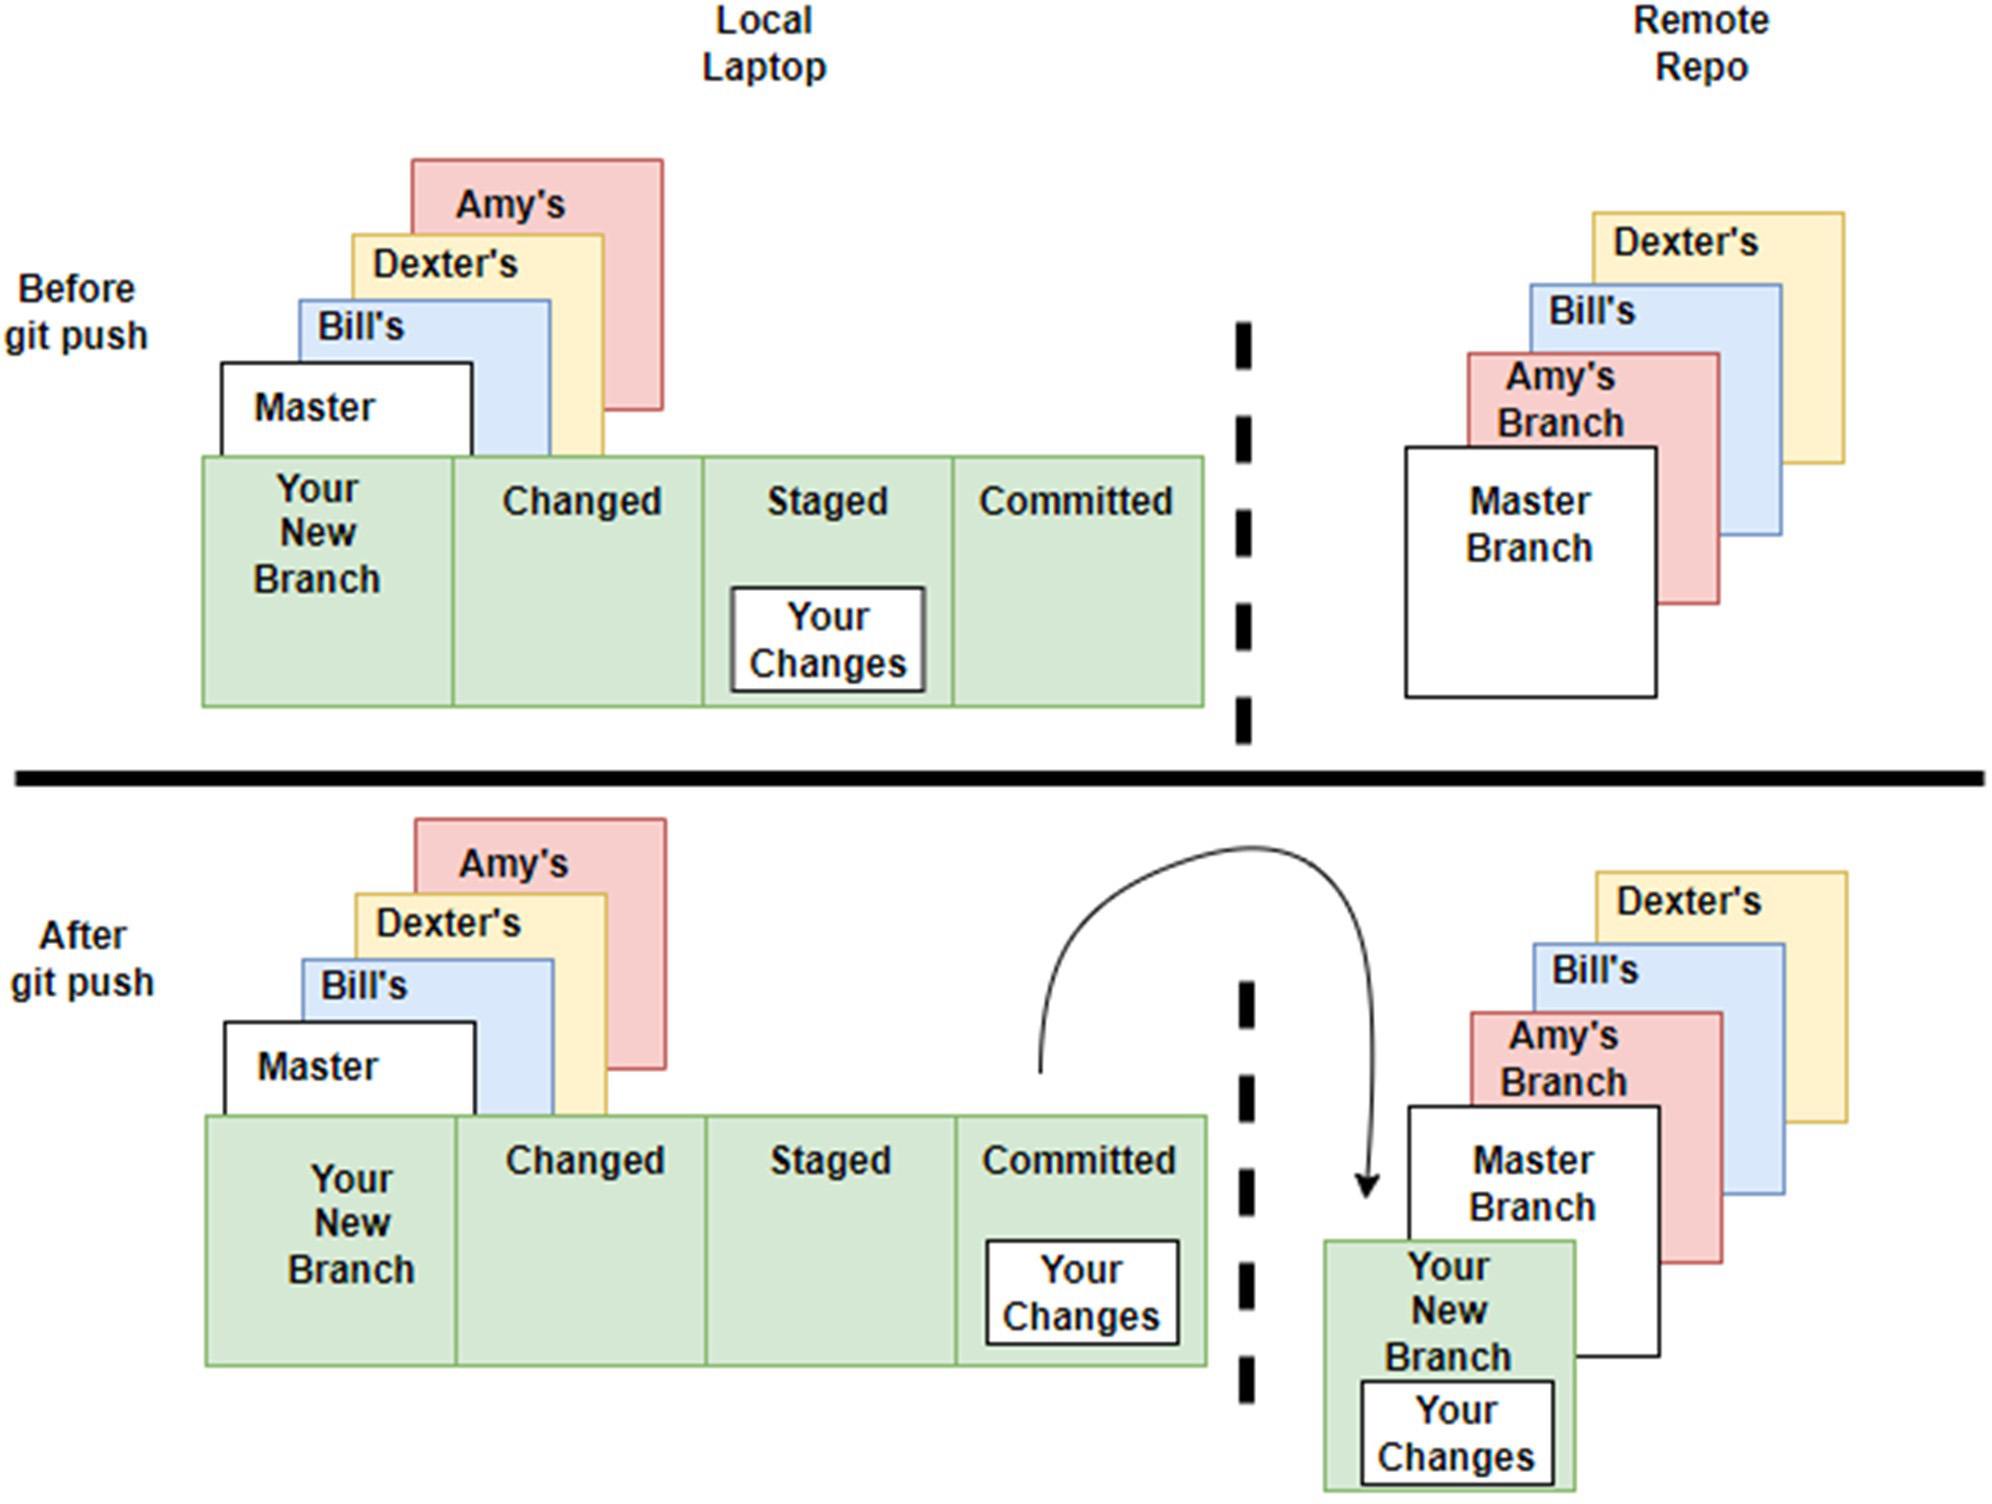 Local
Laptop
Remote
Repo
Before
git push
Amy's
Dexter's
Bill's
Master
Your
New
Branch
Changed
Staged
Committed
Your
Changes
Dexter's
Bill's
Amy's
Branch
Master
Branch
After
git push
Amy's
Dexter's
Bill's
Master
Your
New
Branch
Changed
Staged
Committed
Your
Changes
Dexter's
Bill's
Amy's
Branch
Master
Branch
Your
New
Branch
Your
Changes